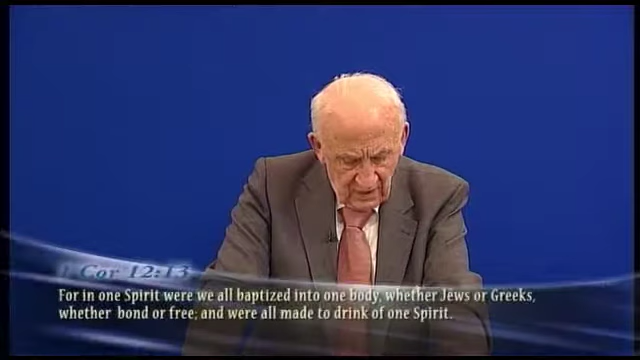 1 Cor 12:13
For in one Spirit were we all baptized into one body, whether Jews or Greeks,
whether bond or free; and were all made to drink of one Spirit.